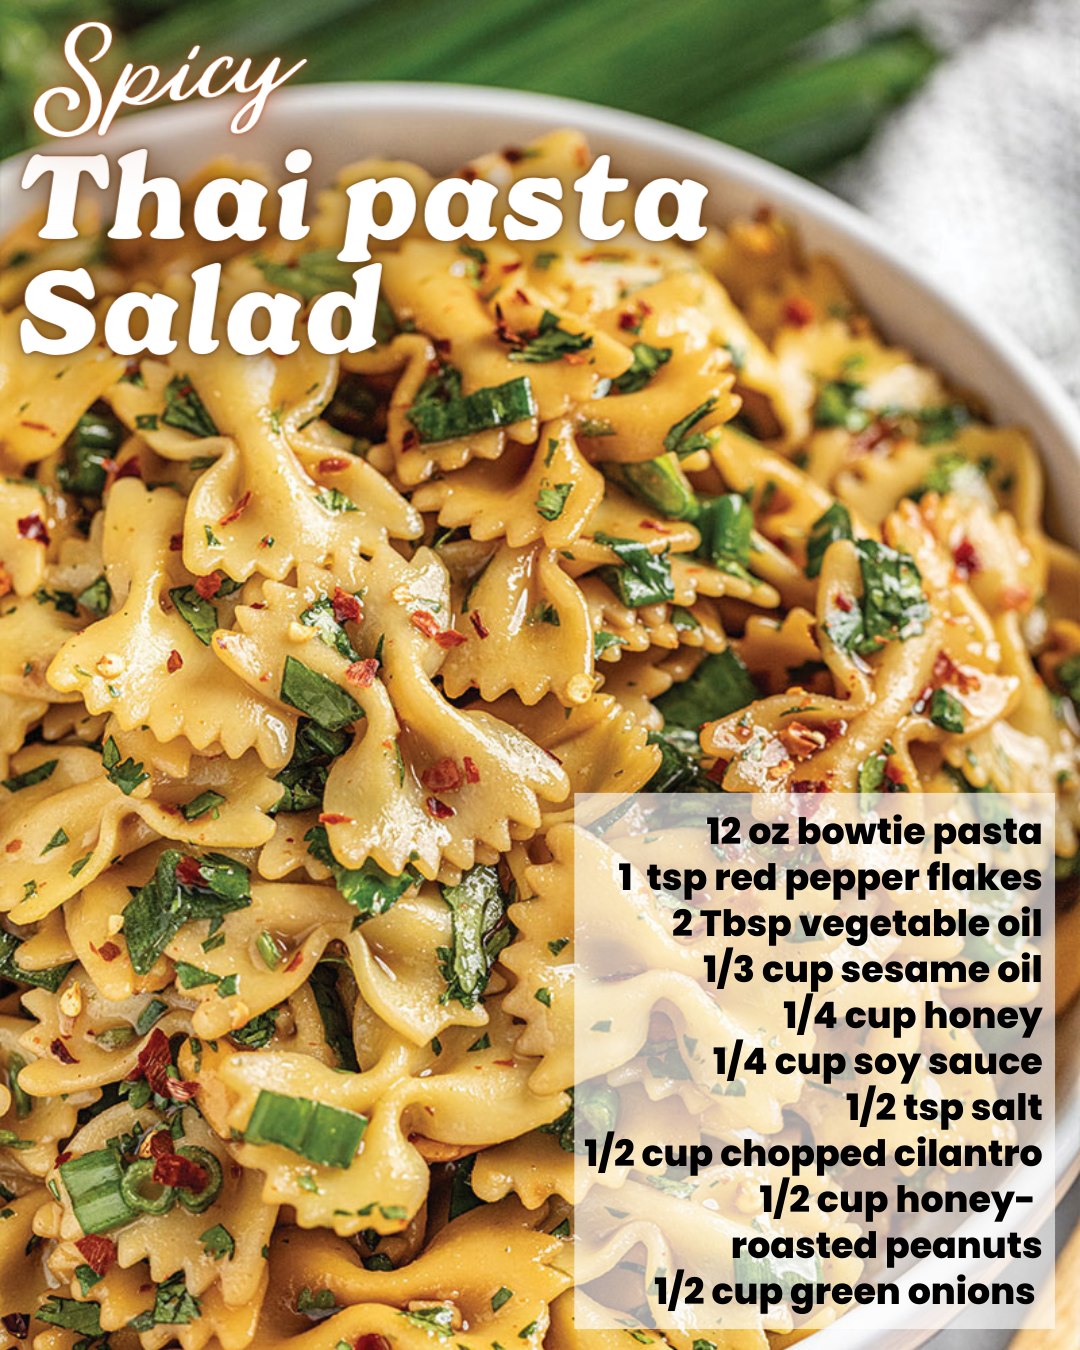 Spicy
Thai pasta
Salad
12 oz bowtie pasta
1 tsp red pepper flakes
2 Tbsp vegetable oil
1/3 cup sesame oil
1/4 cup honey
1/4 cup soy sauce
1/2 tsp salt
1/2 cup chopped cilantro
1/2 cup honey-
roasted peanuts
1/2 cup green onions